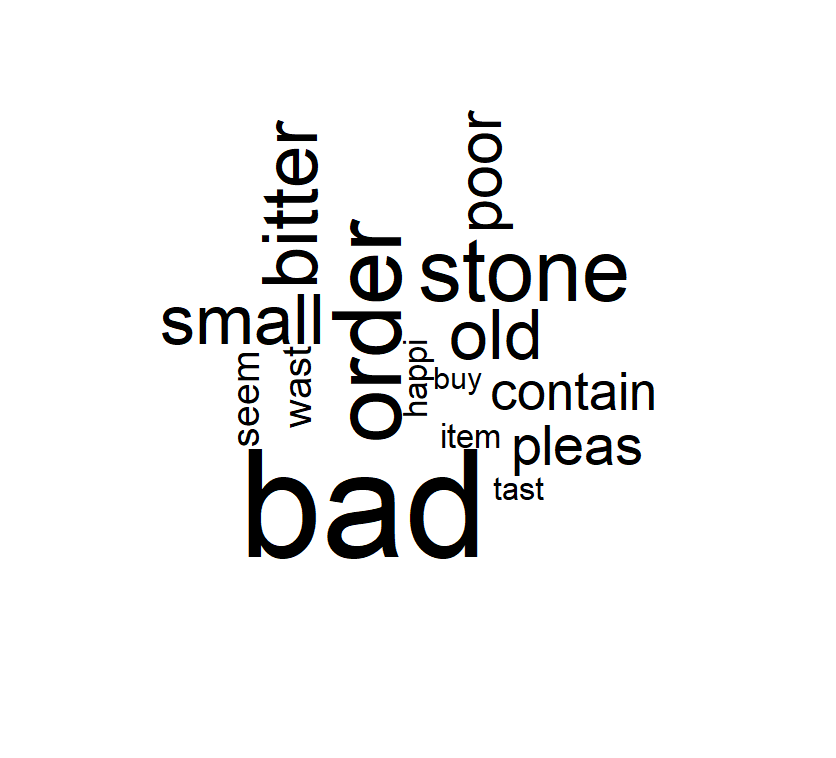 bitter
poor
order
stone
small
old
seem
wast
happi
buy
contain
item
pleas
bad
tast